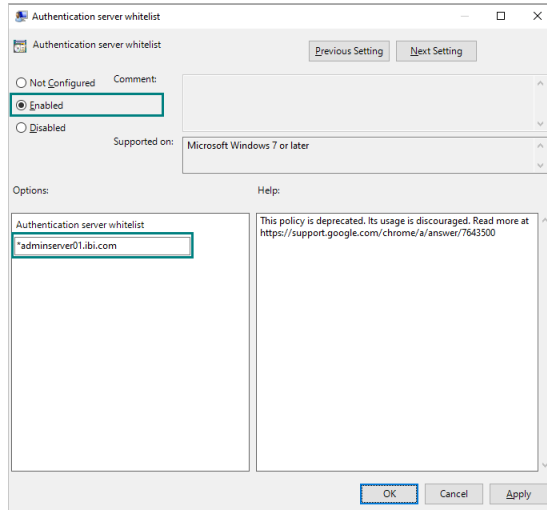 Authentication server whitelist
Authentication server whitelist
Previous Setting
Next Setting
Not Configured
Comment:
Enabled
Disabled
Supported on:
Microsoft Windows 7 or later
Options:
Help:
Authentication server whitelist
*adminserver01.ibi.com
This policy is deprecated. Its usage is discouraged. Read more at
https://support.google.com/chrome/a/answer/7643500
OK
Cancel
Apply